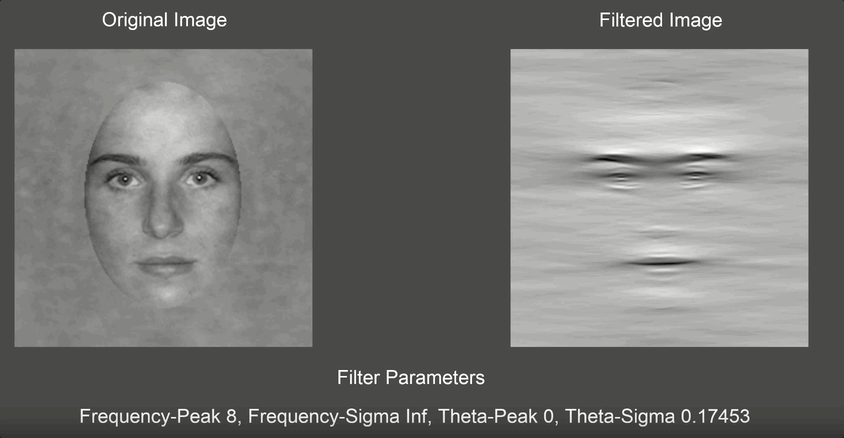 Original Image
Filtered Image
Filter Parameters
Frequency-Peak 8, Frequency-Sigma Inf, Theta-Peak 0, Theta-Sigma 0.17453